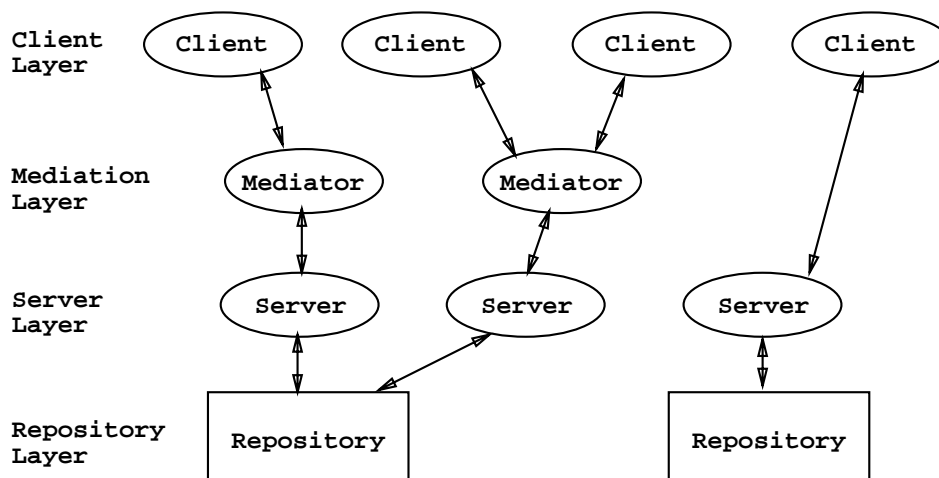 Client
Layer
Client
Client
Client
Client
Mediation
Layer
Mediator
Mediator
Server
Layer
Server
Server
Server
Repository
Layer
Repository
Repository